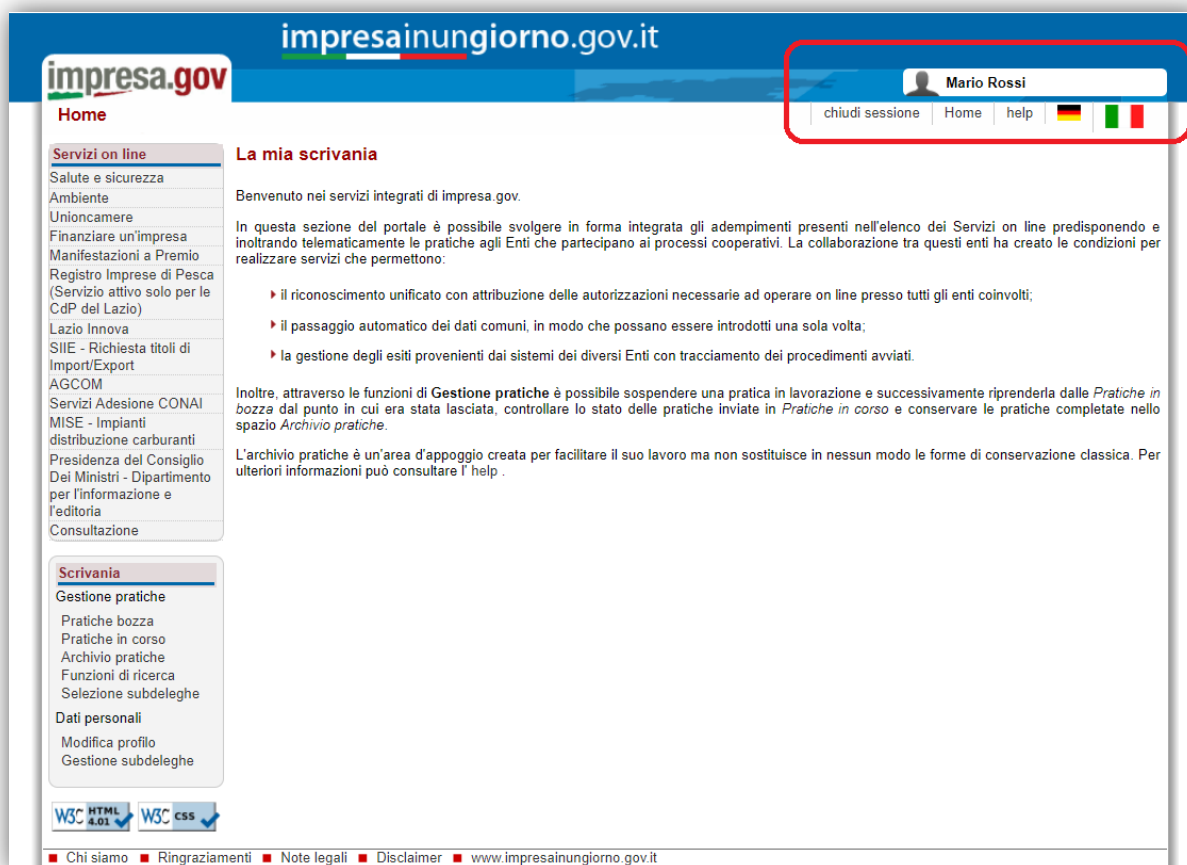 impresainungiorno.gov.it
impresa.gov
Mario Rossi
Home
chiudi sessione
Home
help
Servizi on line
Salute e sicurezza
Ambiente
Unioncamere
Finanziare un'impresa
Manifestazioni a Premio
Registro Imprese di Pesca
(Servizio attivo solo per le
CdP del Lazio)
Lazio Innova
SIIE - Richiesta titoli di
Import/Export
AGCOM
Servizi Adesione CONAI
MISE - Impianti
distribuzione carburanti
Presidenza del Consiglio
Dei Ministri - Dipartimento
per l'informazione e
l'editoria
Consultazione
Scrivania
Gestione pratiche
Pratiche bozza
Pratiche in corso
Archivio pratiche
Funzioni di ricerca
Selezione subdeleghe
Dati personali
Modifica profilo
Gestione subdeleghe
W3C HTML 4.01
W3C css
La mia scrivania
Benvenuto nei servizi integrati di impresa.gov.
In questa sezione del portale è possibile svolgere in forma integrata gli adempimenti presenti nell'elenco dei Servizi on line predisponendo e
inoltrando telematicamente le pratiche agli Enti che partecipano ai processi cooperativi. La collaborazione tra questi enti ha creato le condizioni per
realizzare servizi che permettono:
il riconoscimento unificato con attribuzione delle autorizzazioni necessarie ad operare on line presso tutti gli enti coinvolti;
il passaggio automatico dei dati comuni, in modo che possano essere introdotti una sola volta;
la gestione degli esiti provenienti dai sistemi dei diversi Enti con tracciamento dei procedimenti avviati.
Inoltre, attraverso le funzioni di Gestione pratiche è possibile sospendere una pratica in lavorazione e successivamente riprenderla dalle Pratiche in
bozza dal punto in cui era stata lasciata, controllare lo stato delle pratiche inviate in Pratiche in corso e conservare le pratiche completate nello
spazio Archivio pratiche.
L'archivio pratiche è un'area d'appoggio creata per facilitare il suo lavoro ma non sostituisce in nessun modo le forme di conservazione classica. Per
ulteriori informazioni può consultare l' help .
Chi siamo
Ringraziamenti
Note legali
Disclaimer
www.impresainungiorno.gov.it